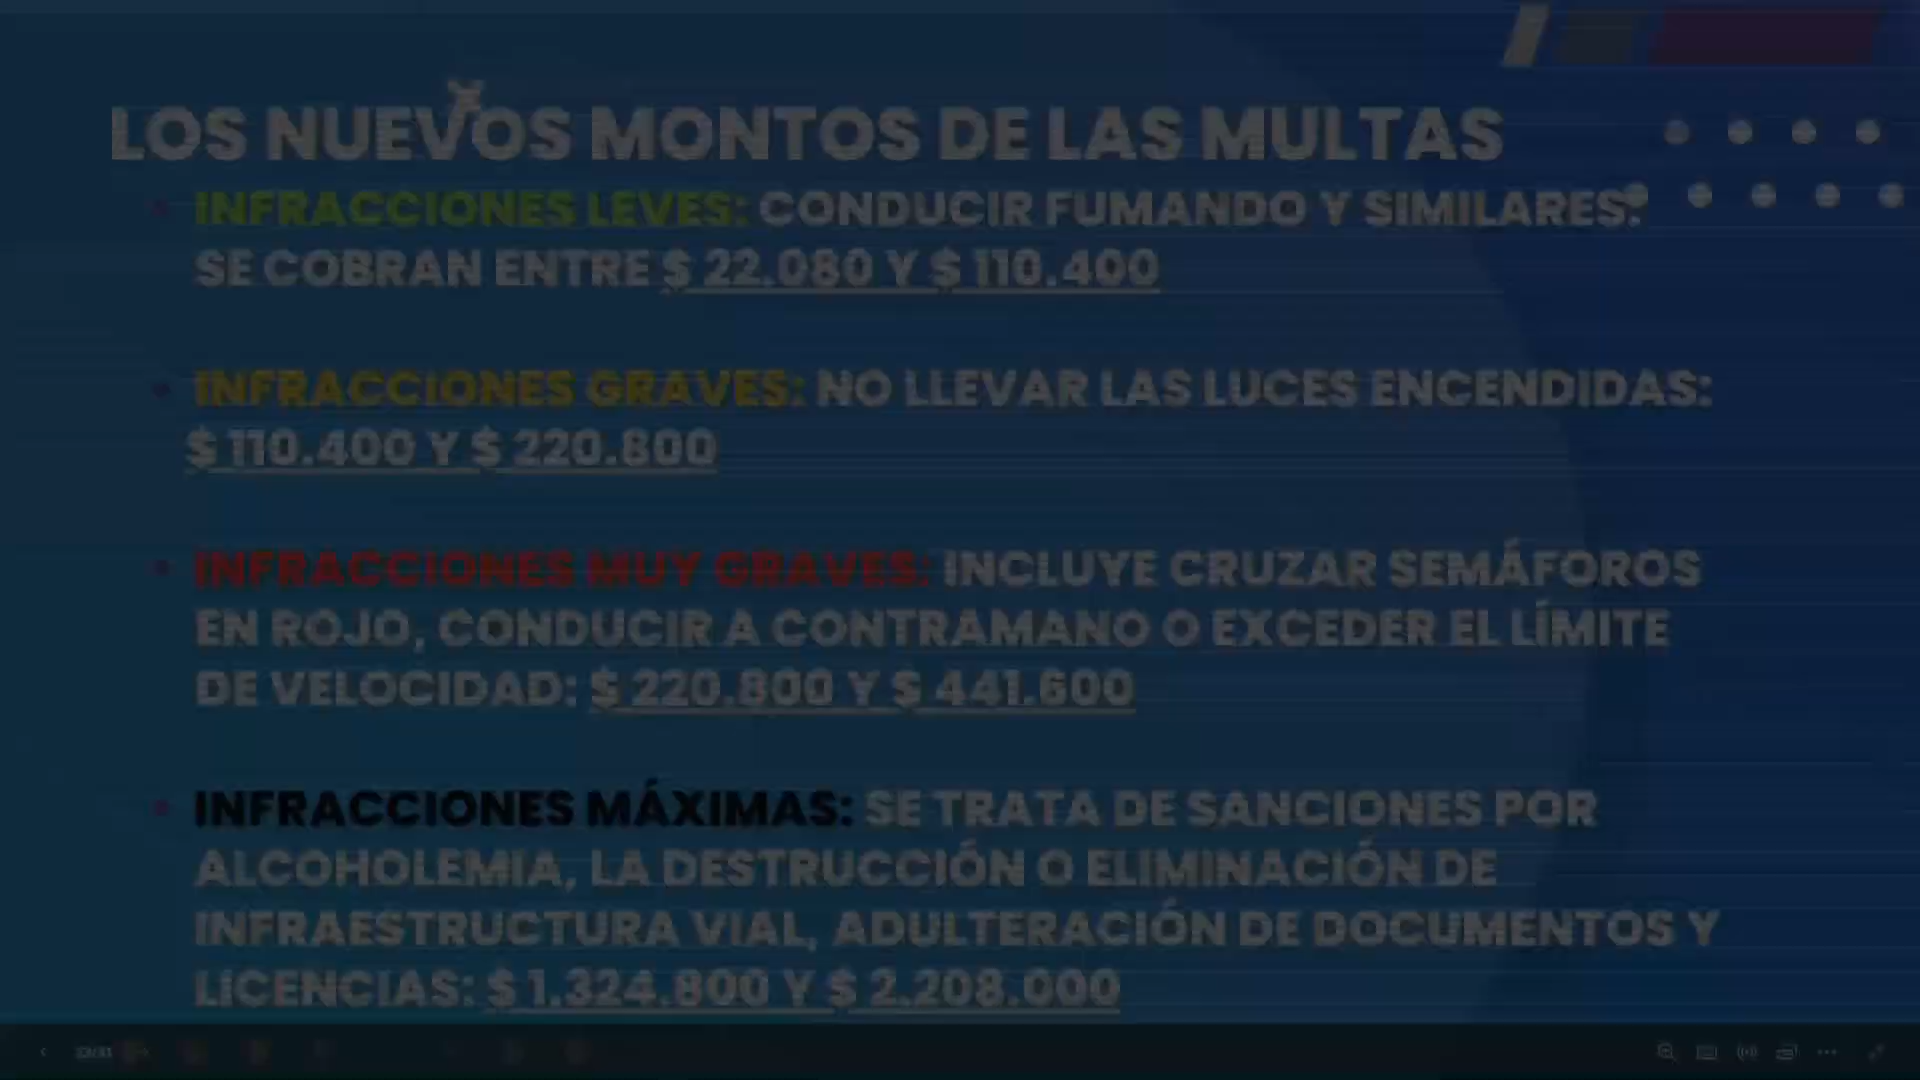 LOS NUEVOS MONTOS DE LAS MULTAS
INFRACCIONES LEVES: CONDUCIR FUMANDO Y SIMILARES.
SE COBRAN ENTRE $ 22.080 Y $ 110.400
INFRACCIONES GRAVES: NO LLEVAR LAS LUCES ENCENDIDAS:
$ 110.400 Y $ 220.800
INFRACCIONES MUY GRAVES: INCLUYE CRUZAR SEMÁFOROS
EN ROJO, CONDUCIR A CONTRAMANO O EXCEDER EL LÍMITE
DE VELOCIDAD: $ 220.800 Y $ 441.600
INFRACCIONES MÁXIMAS: SE TRATA DE SANCIONES POR
ALCOHOLEMIA, LA DESTRUCCIÓN O ELIMINACIÓN DE
INFRAESTRUCTURA VIAL, ADULTERACIÓN DE DOCUMENTOS Y
LICENCIAS: $ 1.324.800 Y $ 2.208.000